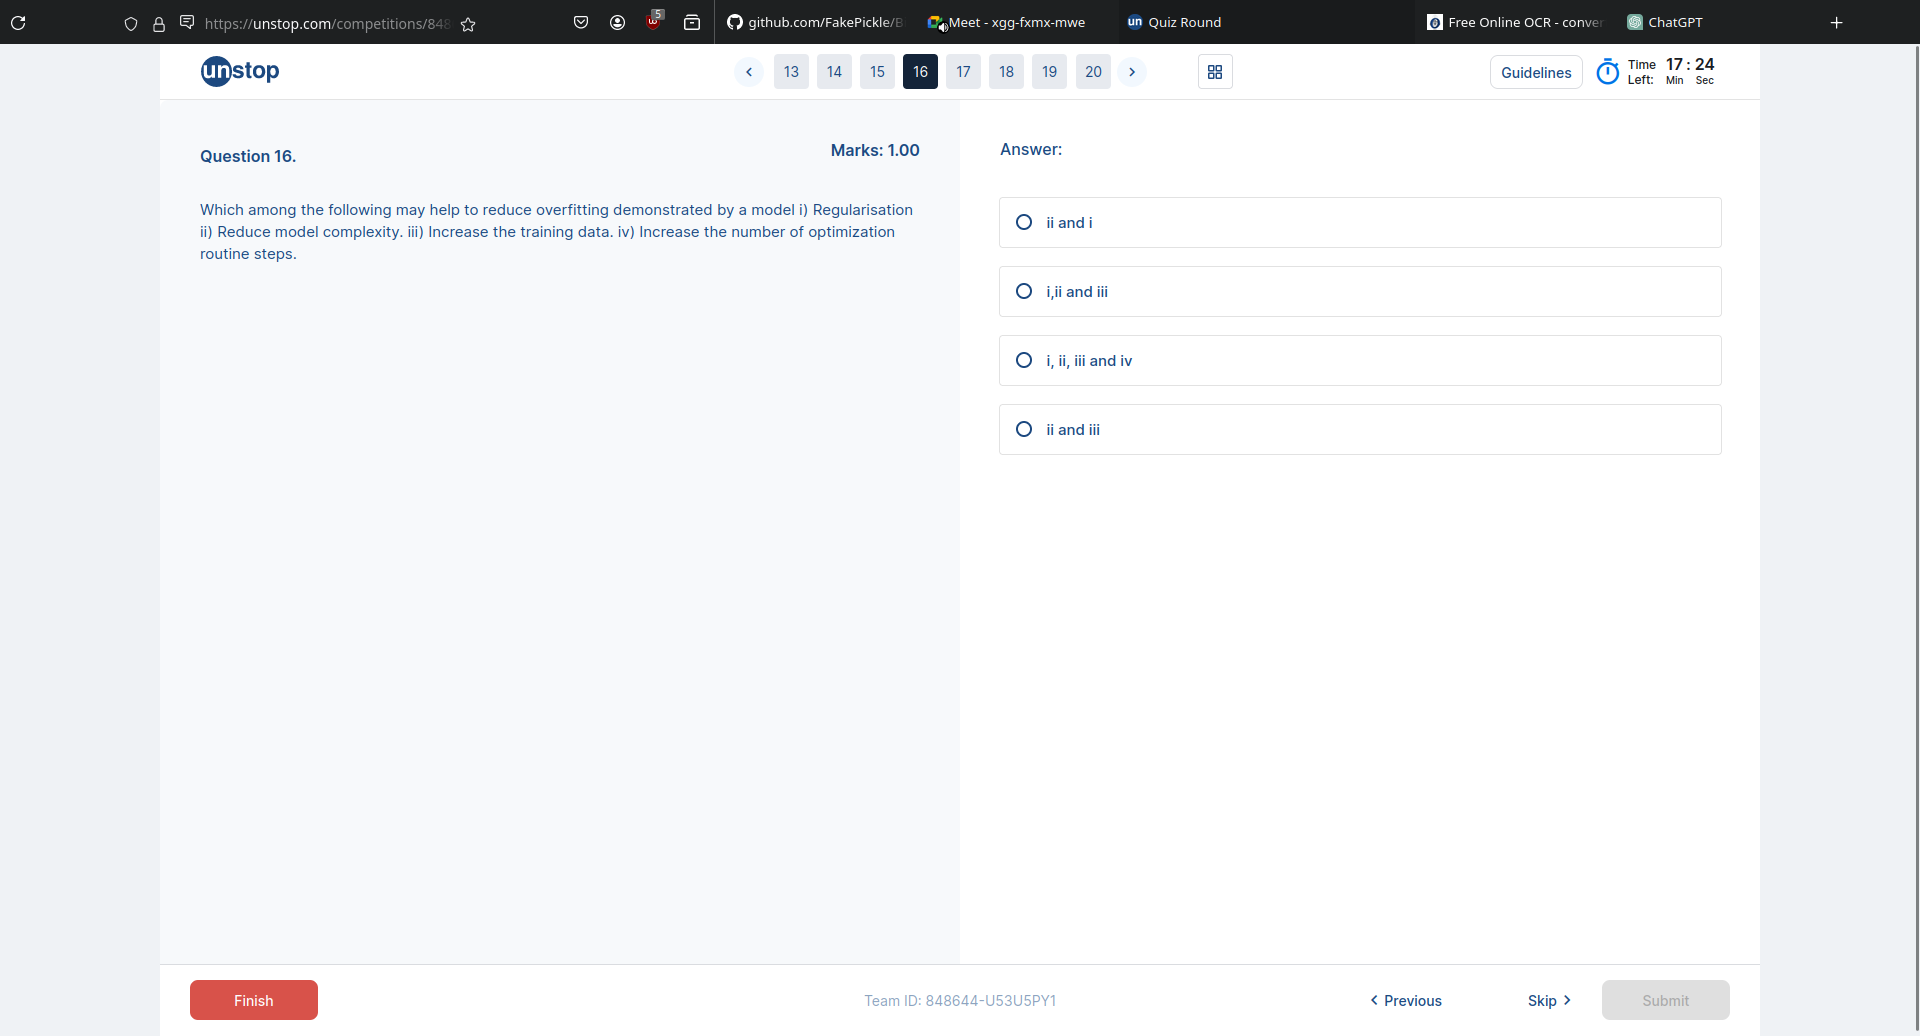 https://unstop.com/competitions/848
5
github.com/FakePickle/B
Meet - xgg-fxmx-mwe
un Quiz Round
Free Online OCR - conver
ChatGPT
unstop
13 14 15 16 17 18 19 20
Guidelines
Time Left: 17 : 24
Min Sec
Question 16.
Marks: 1.00
Which among the following may help to reduce overfitting demonstrated by a model i) Regularisation
ii) Reduce model complexity. iii) Increase the training data. iv) Increase the number of optimization
routine steps.
Answer:
ii and i
i,ii and iii
i, ii, iii and iv
ii and iii
Finish
Team ID: 848644-U53U5PY1
Previous
Skip
Submit